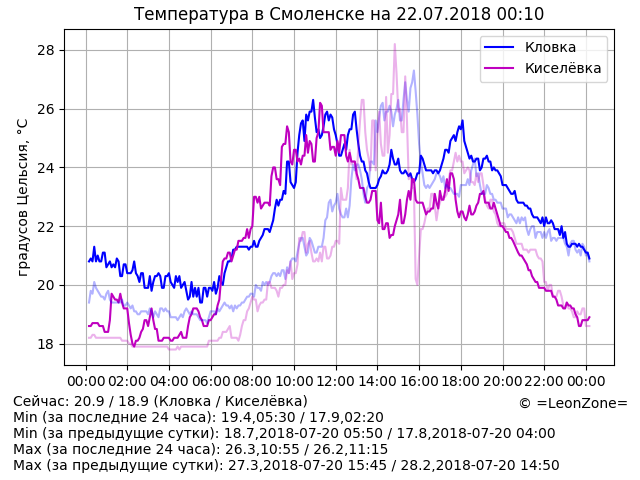 Температура в Смоленске на 22.07.2018 00:10
Кловка
Киселёвка
градусов Цельсия, °C
28
26
24
22
20
18
00:00 02:00 04:00 06:00 08:00 10:00 12:00 14:00 16:00 18:00 20:00 22:00 00:00
Сейчас: 20.9 / 18.9 (Кловка / Киселёвка)
© =LeonZone=
Min (за последние 24 часа): 19.4,05:30 / 17.9,02:20
Min (за предыдущие сутки): 18.7,2018-07-20 05:50 / 17.8,2018-07-20 04:00
Max (за последние 24 часа): 26.3,10:55 / 26.2,11:15
Max (за предыдущие сутки): 27.3,2018-07-20 15:45 / 28.2,2018-07-20 14:50